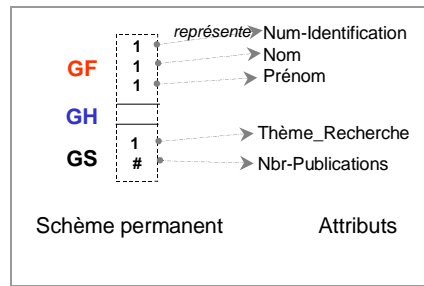 représente Num-Identification
1
Nom
GF 1
Prénom
1
GH
1 Thème_Recherche
GS # Nbr-Publications
Schème permanent Attributs